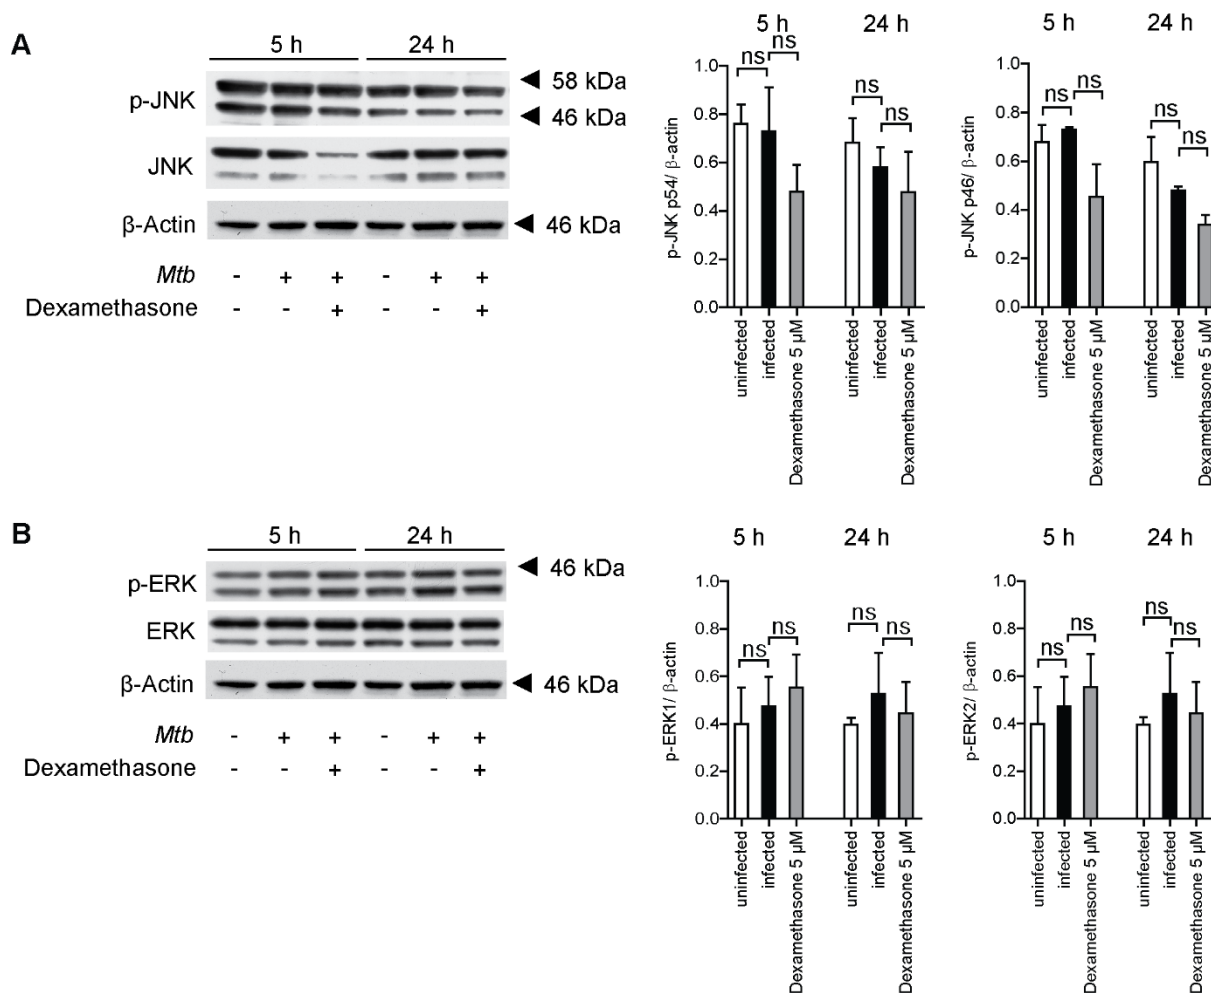 A
5 h 24 h
p-JNK
58 kDa
46 kDa
JNK
β-Actin
46 kDa
Mtb - + + - + +
Dexamethasone - - + - - +
5 h 24 h
ns ns ns ns
p-JNK p54/ β-actin
1.0
0.8
0.6
0.4
0.2
0.0
uninfected
infected
Dexamethasone 5 µM
uninfected
infected
Dexamethasone 5 µM
5 h 24 h
ns ns ns ns
p-JNK p46/ β-actin
1.0
0.8
0.6
0.4
0.2
0.0
uninfected
infected
Dexamethasone 5 µM
uninfected
infected
Dexamethasone 5 µM
B
5 h 24 h
p-ERK
46 kDa
ERK
β-Actin
46 kDa
Mtb - + + - + +
Dexamethasone - - + - - +
5 h 24 h
ns ns ns ns
p-ERK1/ β-actin
1.0
0.8
0.6
0.4
0.2
0.0
uninfected
infected
Dexamethasone 5 µM
uninfected
infected
Dexamethasone 5 µM
5 h 24 h
ns ns ns ns
p-ERK2/ β-actin
1.0
0.8
0.6
0.4
0.2
0.0
uninfected
infected
Dexamethasone 5 µM
uninfected
infected
Dexamethasone 5 µM